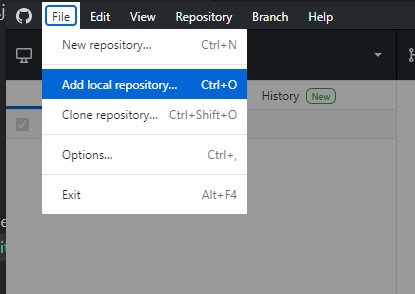 File Edit View Repository Branch Help
New repository... Ctrl+N
Add local repository... Ctrl+O
History New
Clone repository... Ctrl+Shift+O
Options... Ctrl+,
Exit Alt+F4